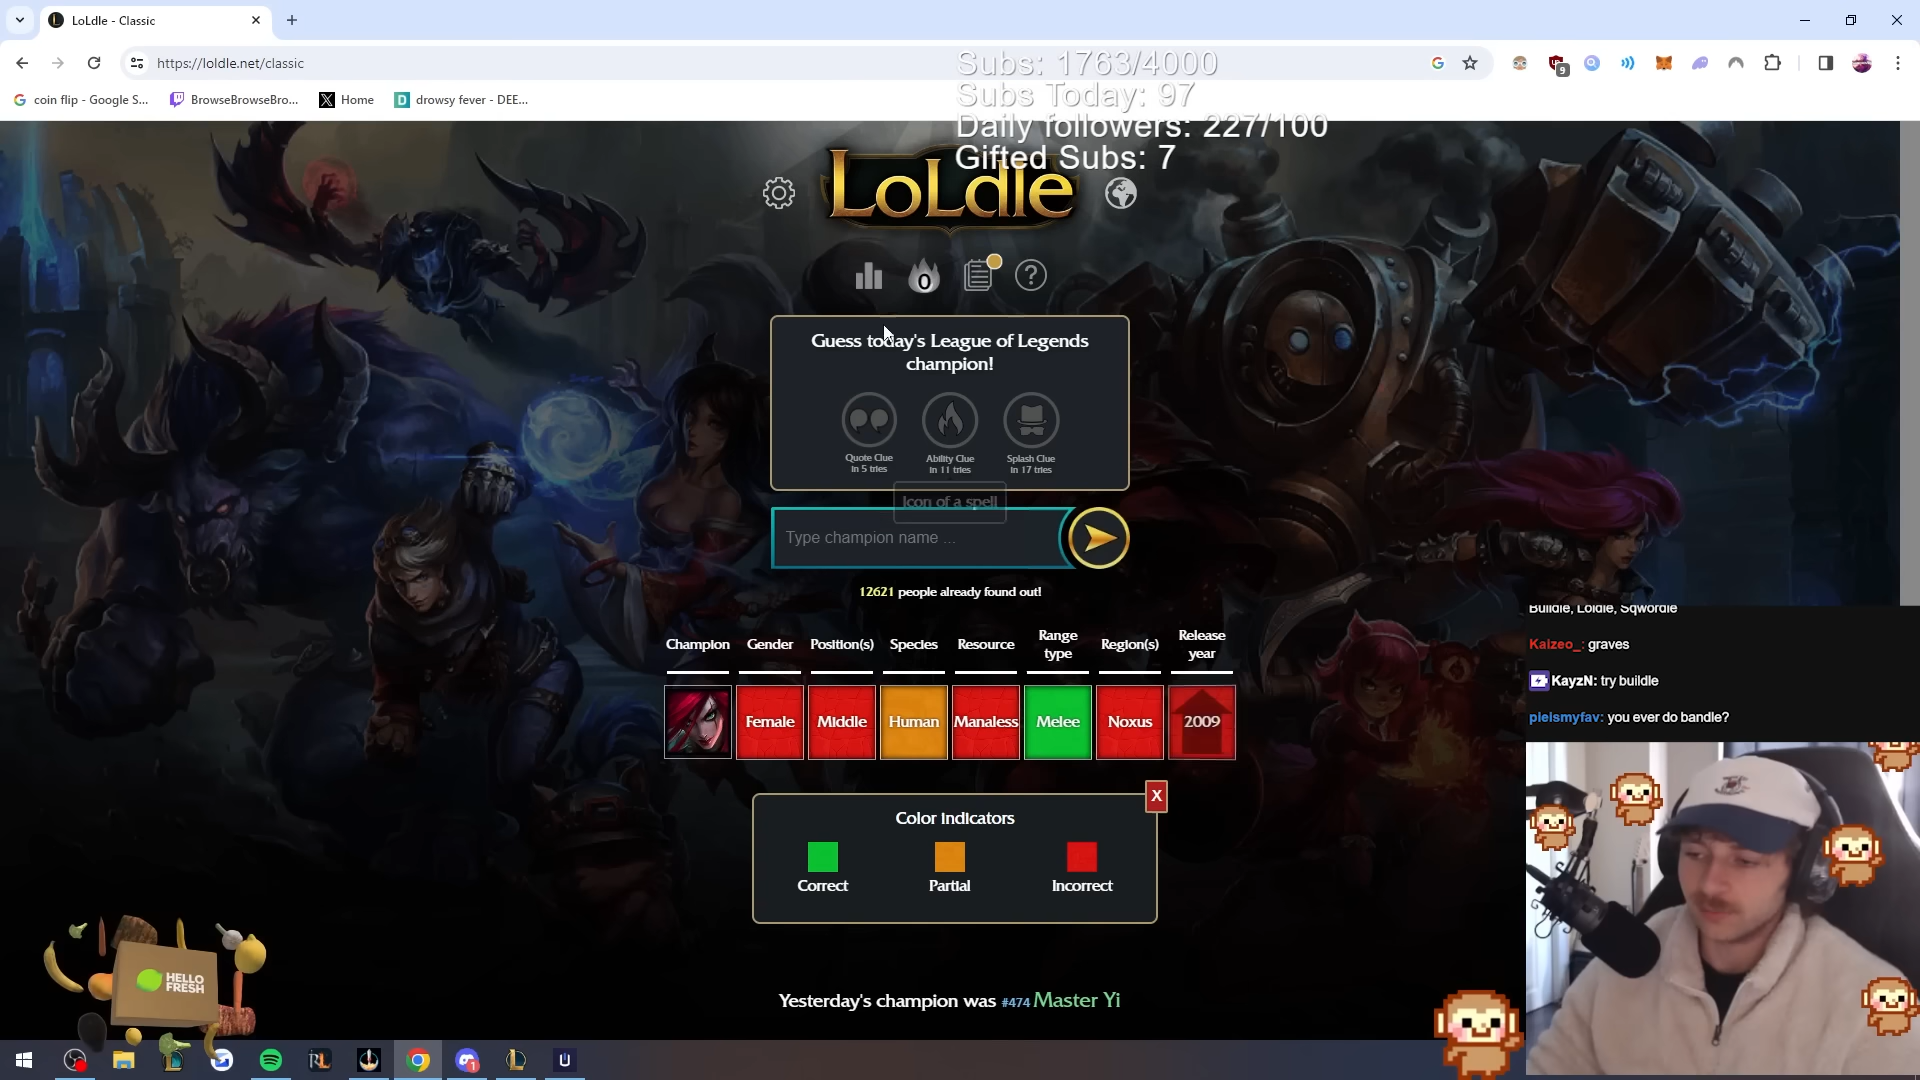 LoLdle - Classic
https://loldle.net/classic
9
coin flip - Google S...
BrowseBrowseBro...
Home
drowsy fever - DEE...
Subs: 1763/4000
Subs Today: 97
Daily followers: 227/100
Gifted Subs: 7
LoLdle
0
Guess today's League of Legends
champion!
Quote Clue
in 5 tries
Ability Clue
in 11 tries
Splash Clue
in 17 tries
Icon of a spell
Type champion name ...
12621 people already found out!
Champion
Gender
Position(s)
Species
Resource
Range
type
Region(s)
Release
year
Female
Middle
Human
Manaless
Melee
Noxus
2009
X
Color indicators
Correct
Partial
Incorrect
Yesterday's champion was #474 Master Yi
Buildle, Loldle, Sqwordle
Kaizeo_: graves
KayzN: try buildle
pieismyfav: you ever do bandle?
HELLO
FRESH